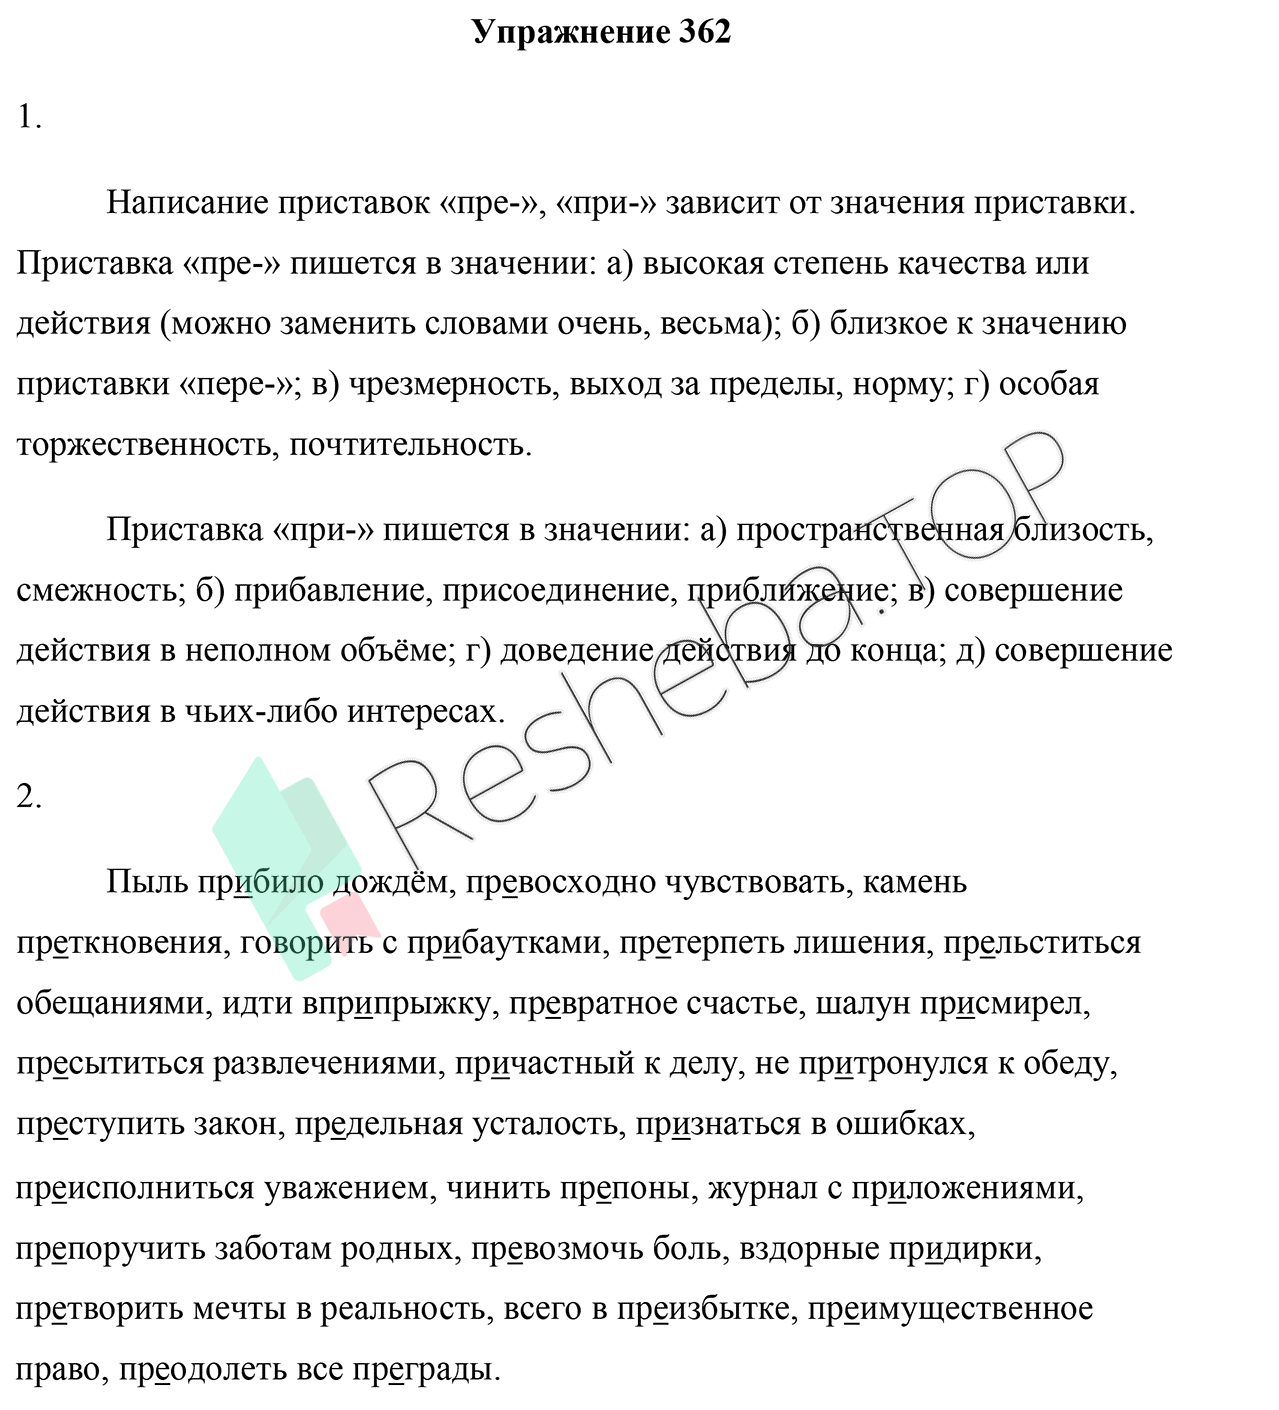 Упражнение 362
1.
Написание приставок «пре-», «при-» зависит от значения приставки.
Приставка «пре-» пишется в значении: а) высокая степень качества или
действия (можно заменить словами очень, весьма); б) близкое к значению
приставки «пере-»; в) чрезмерность, выход за пределы, норму; г) особая
торжественность, почтительность.
Приставка «при-» пишется в значении: а) пространственная близость,
смежность; б) прибавление, присоединение, приближение; в) совершение
действия в неполном объёме; г) доведение действия до конца; д) совершение
действия в чьих-либо интересах.
Resheba.TOP
2.
Пыль прибило дождём, превосходно чувствовать, камень
преткновения, говорить с прибаутками, претерпеть лишения, прельститься
обещаниями, идти вприпрыжку, превратное счастье, шалун присмирел,
пресытиться развлечениями, причастный к делу, не притронулся к обеду,
преступить закон, предельная усталость, признаться в ошибках,
преисполниться уважением, чинить препоны, журнал с приложениями,
препоручить заботам родных, превозмочь боль, вздорные придирки,
претворить мечты в реальность, всего в преизбытке, преимущественное
право, преодолеть все преграды.